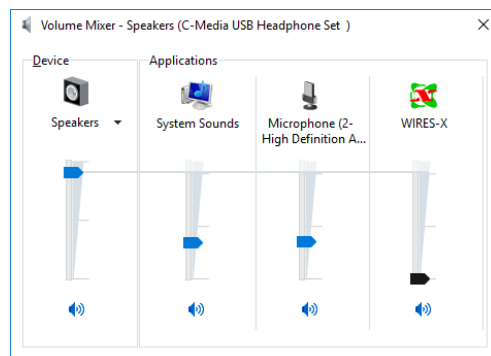 Volume Mixer - Speakers (C-Media USB Headphone Set )
Device
Applications
Speakers
System Sounds
Microphone (2-
High Definition A...
WIRES-X